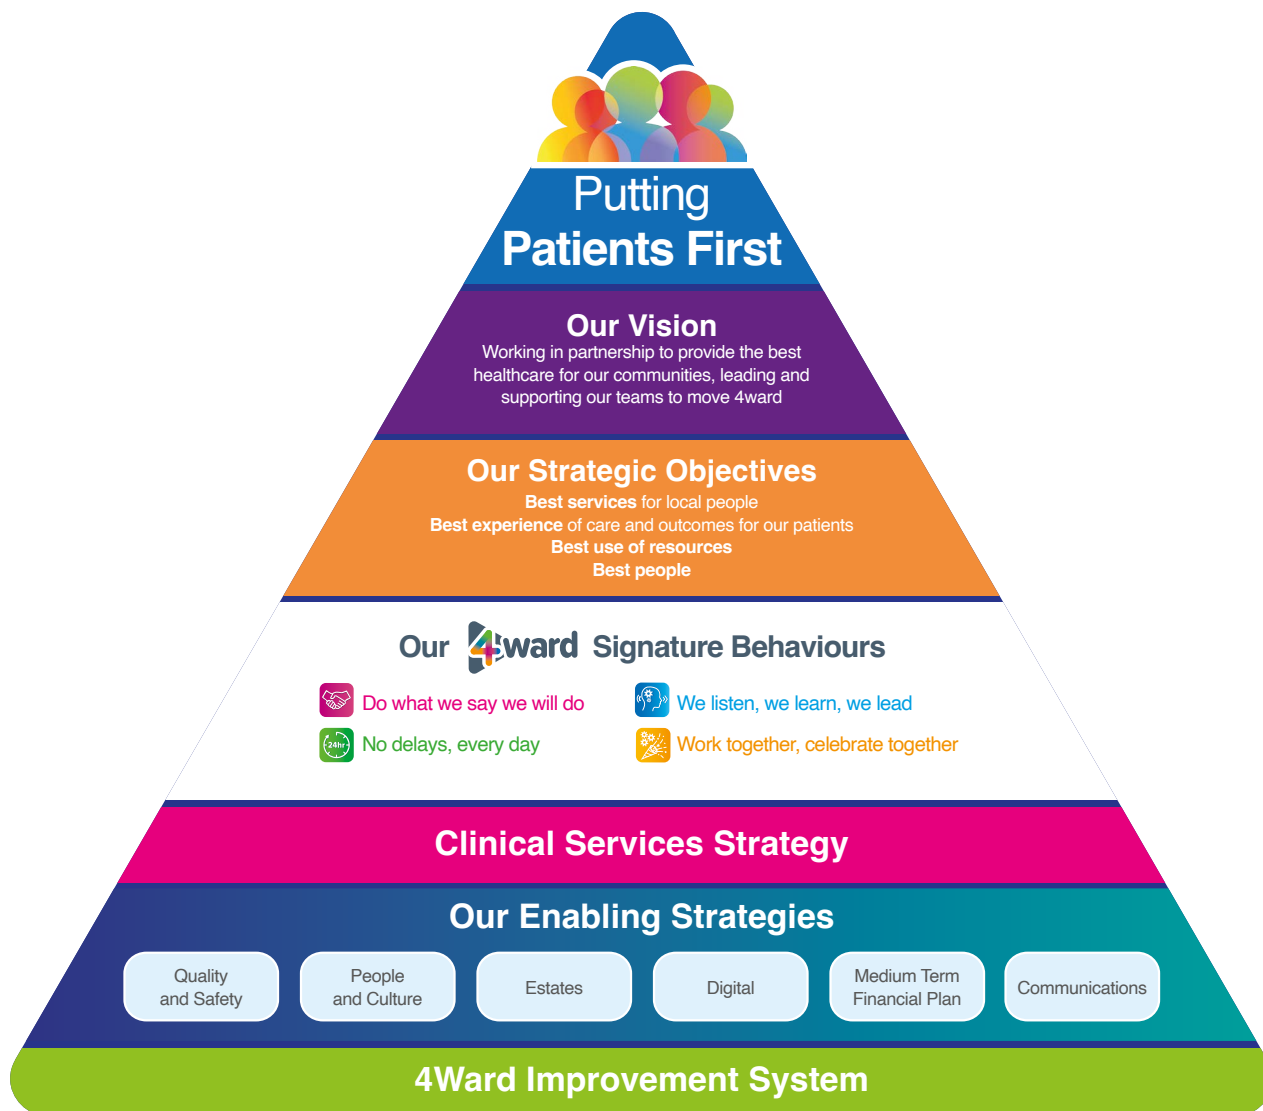 Putting
Patients First
Our Vision
Working in partnership to provide the best
healthcare for our communities, leading and
supporting our teams to move 4ward
Our Strategic Objectives
Best services for local people
Best experience of care and outcomes for our patients
Best use of resources
Best people
Our 4ward Signature Behaviours
Do what we say we will do
We listen, we learn, we lead
24hr
No delays, every day
Work together, celebrate together
Clinical Services Strategy
Our Enabling Strategies
Quality
and Safety
People
and Culture
Estates
Digital
Medium Term
Financial Plan
Communications
4Ward Improvement System